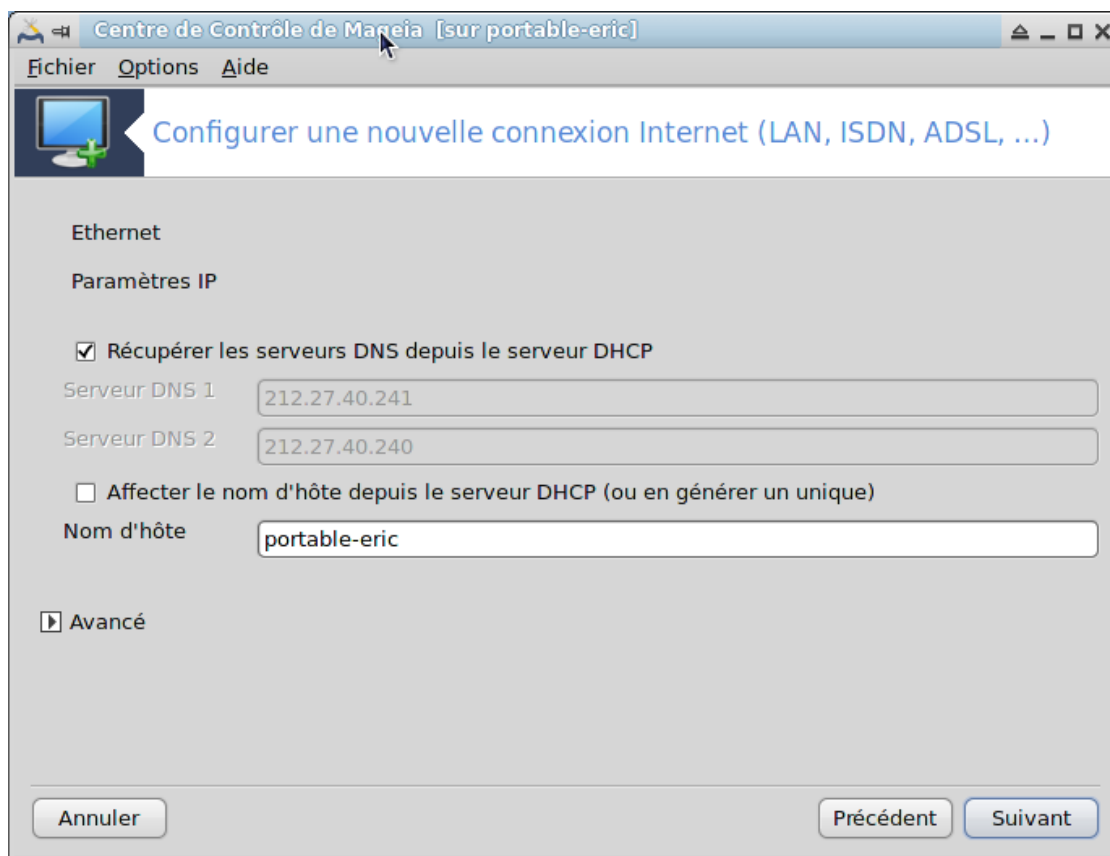 Centre de Contrôle de Mageia [sur portable-eric]
Fichier Options Aide
Configurer une nouvelle connexion Internet (LAN, ISDN, ADSL, ...)
Ethernet
Paramètres IP
Récupérer les serveurs DNS depuis le serveur DHCP
Serveur DNS 1 212.27.40.241
Serveur DNS 2 212.27.40.240
Affecter le nom d'hôte depuis le serveur DHCP (ou en générer un unique)
Nom d'hôte portable-eric
Avancé
Annuler Précédent Suivant